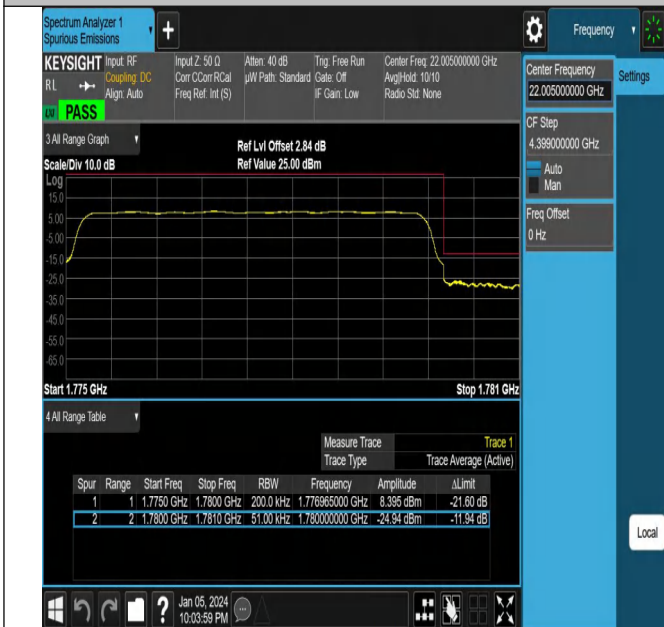 Spectrum Analyzer 1
Spurious Emissions
+
Frequency
KEYSIGHT Input: RF Input Z: 50 Ω Atten: 40 dB Trig: Free Run Center Freq: 22.005000000 GHz
RL Coupling: DC Corr CCorr RCal µW Path: Standard Gate: Off Avg|Hold: 10/10
Align: Auto Freq Ref: Int (S) IF Gain: Low Radio Std: None
PASS
Center Frequency
22.005000000 GHz
Settings
CF Step
4.399000000 GHz
Auto
Man
Freq Offset
0 Hz
3 All Range Graph
Ref Lvl Offset 2.84 dB
Scale/Div 10.0 dB Ref Value 25.00 dBm
Log
15.0
5.00
-5.00
-15.0
-25.0
-35.0
-45.0
-55.0
-65.0
Start 1.775 GHz Stop 1.781 GHz
4 All Range Table
Measure Trace Trace 1
Trace Type Trace Average (Active)
Spur Range Start Freq Stop Freq RBW Frequency Amplitude ΔLimit
1 1 1.7750 GHz 1.7800 GHz 200.0 kHz 1.776965000 GHz 8.395 dBm -21.60 dB
2 2 1.7800 GHz 1.7810 GHz 51.00 kHz 1.780000000 GHz -24.94 dBm -11.94 dB
Local
? Jan 05, 2024
10:03:59 PM